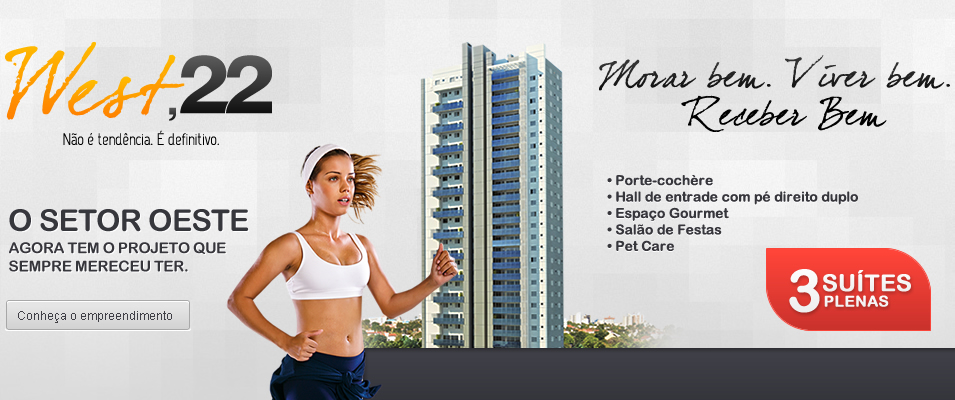 West,22
Não é tendência. É definitivo.
O SETOR OESTE
AGORA TEM O PROJETO QUE
SEMPRE MERECEU TER.
Conheça o empreendimento
Morar bem. Viver bem.
Receber Bem
• Porte-cochère
• Hall de entrade com pé direito duplo
• Espaço Gourmet
• Salão de Festas
• Pet Care
3 SUÍTES
PLENAS